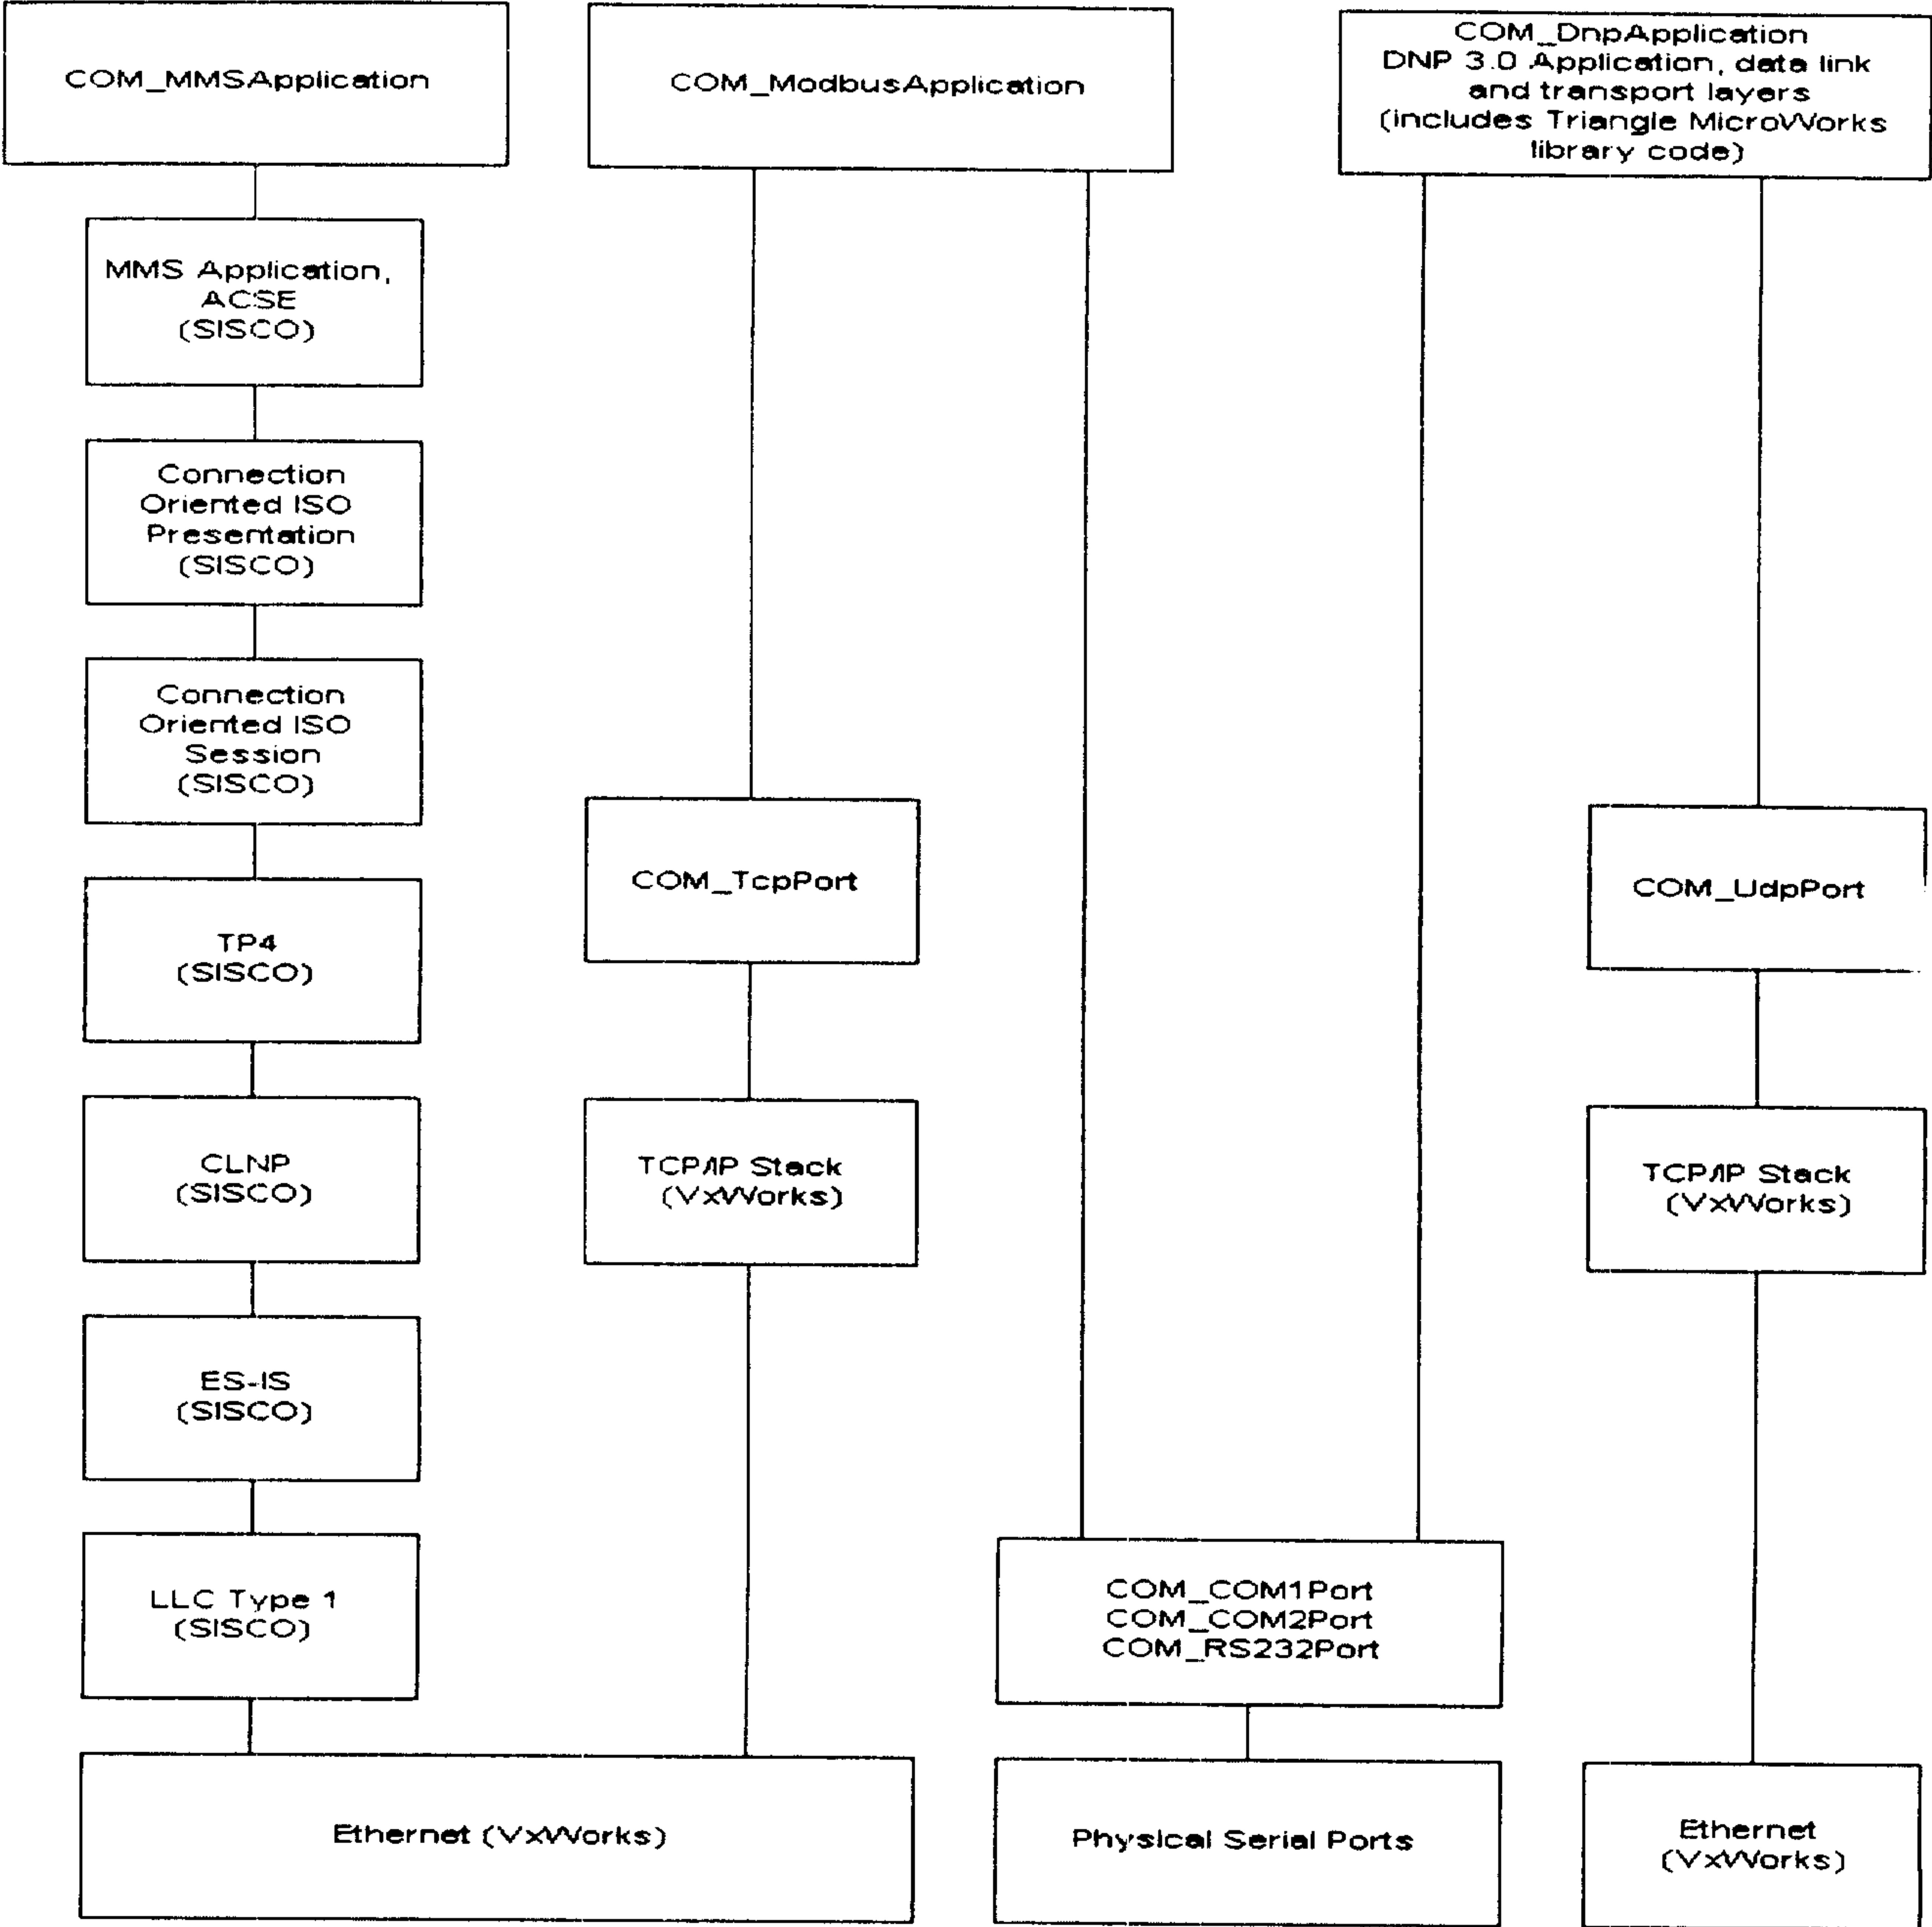 COM_MMSApplication
COM_ModbusApplication
COM_DnpApplication
DNP 3.0 Application, data link
and transport layers
(includes Triangle MicroWorks
library code)
MMS Application,
ACSE
(SISCO)
Connection
Oriented ISO
Presentation
(SISCO)
Connection
Oriented ISO
Session
(SISCO)
COM_TcpPort
COM_UdpPort
TP4
(SISCO)
CLNP
(SISCO)
TCP/IP Stack
(VxWorks)
TCP/IP Stack
(VxWorks)
ES-IS
(SISCO)
LLC Type 1
(SISCO)
COM_COM1Port
COM_COM2Port
COM_RS232Port
Ethernet (VxWorks)
Physical Serial Ports
Ethernet
(VxWorks)